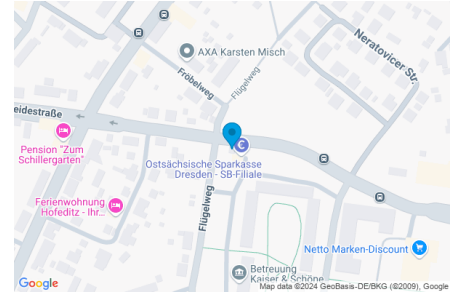 AXA Karsten Misch
Neratovicer Str.
Fröbelweg
Flügelweg
eidestraße
Pension "Zum
Schillergarten"
Ostsächsische Sparkasse
Dresden - SB-Filiale
Ferienwohnung
Hofeditz - Ihr...
Flügelweg
Netto Marken-Discount
Betreuung
Kaiser & Schöne
Google
Map data ©2024 GeoBasis-DE/BKG (©2009), Google